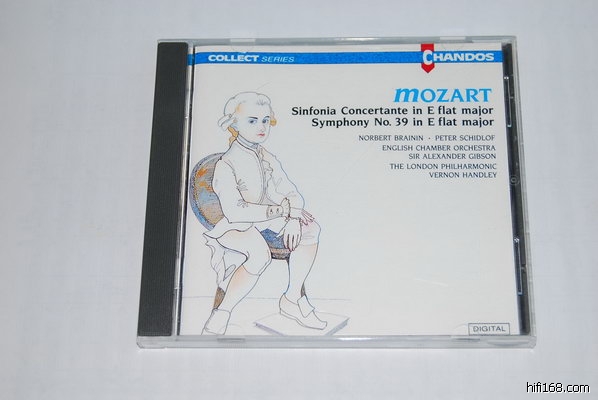 COLLECT SERIES
CHANDOS
mOZART
Sinfonia Concertante in E flat major
Symphony No. 39 in E flat major
NORBERT BRAININ · PETER SCHIDLOF
ENGLISH CHAMBER ORCHESTRA
SIR ALEXANDER GIBSON
THE LONDON PHILHARMONIC
VERNON HANDLEY
DIGITAL
hifi168.com